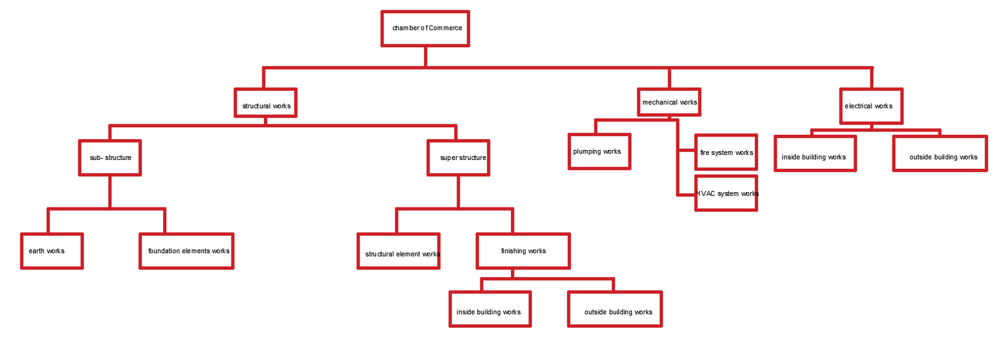 chamber of Commerce
structural works
mechanical works
electrical works
sub- structure
super structure
plumping works
fire system works
inside building works
outside building works
HVAC system works
earth works
foundation elements works
structural element works
finishing works
inside building works
outside building works